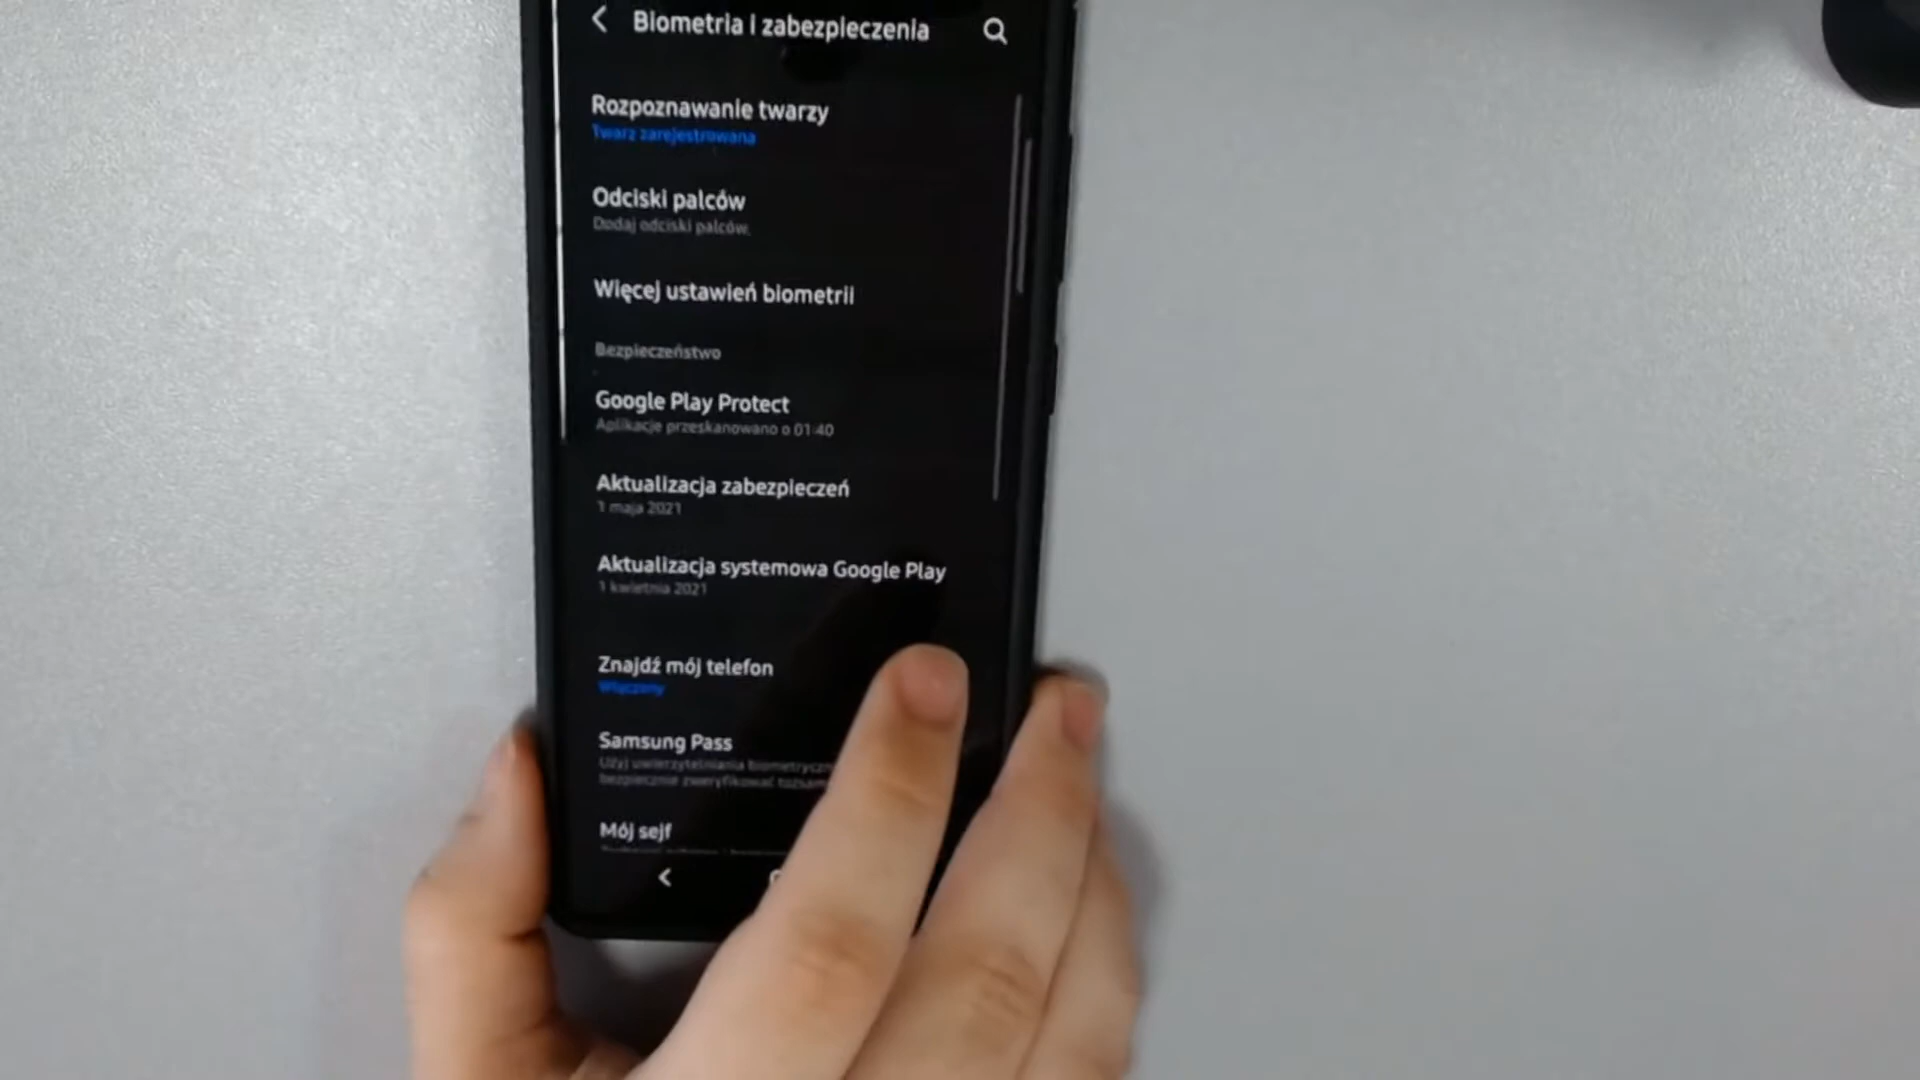 Biometria i zabezpieczenia
Rozpoznawanie twarzy
Twarz zarejestrowana
Odciski palców
Dodaj odciski palców.
Więcej ustawień biometrii
Bezpieczeństwo
Google Play Protect
Aplikacje przeskanowano o 01:40
Aktualizacja zabezpieczeń
1 maja 2021
Aktualizacja systemowa Google Play
1 kwietnia 2021
Znajdź mój telefon
Włączony
Samsung Pass
Użyj uwierzytelniania
bezpiecznie zweryfikować
Mój sejf